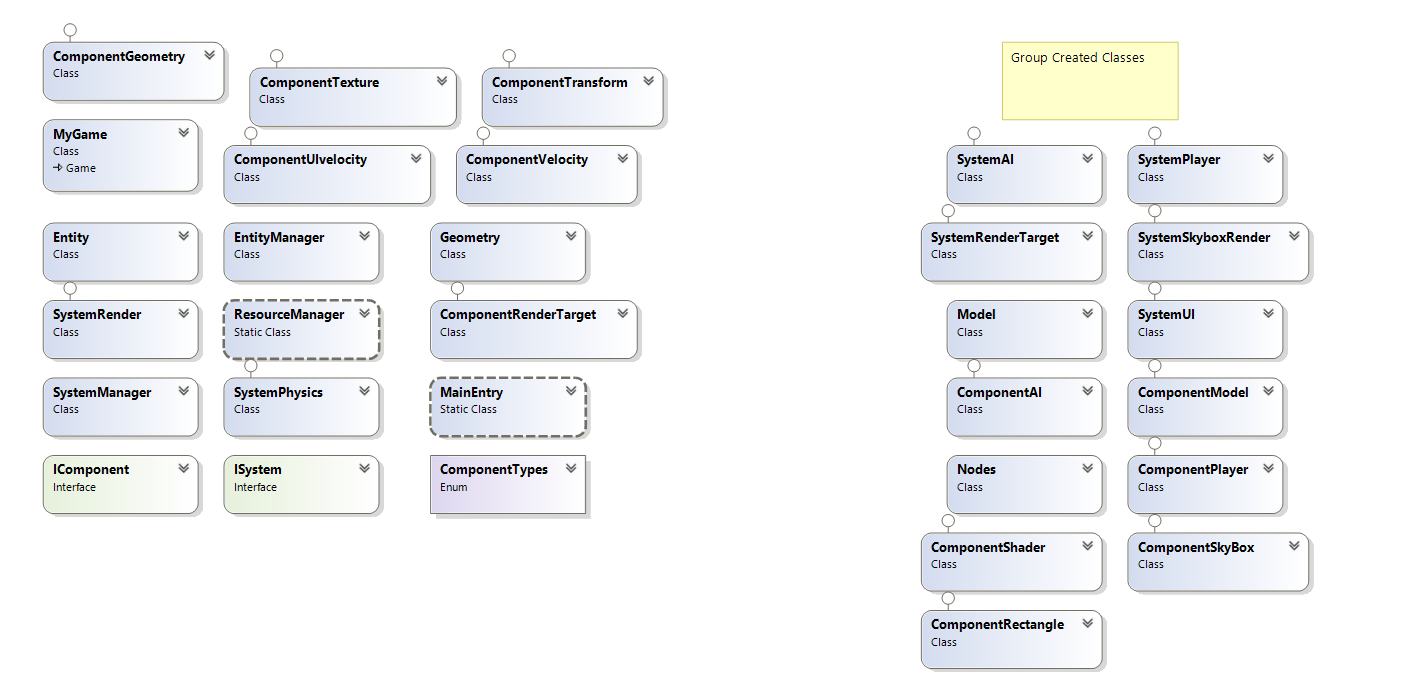 ComponentGeometry
Class
ComponentTexture
Class
ComponentTransform
Class
MyGame
Class
Game
ComponentUIvelocity
Class
ComponentVelocity
Class
Entity
Class
EntityManager
Class
Geometry
Class
SystemRender
Class
ResourceManager
Static Class
ComponentRenderTarget
Class
SystemManager
Class
SystemPhysics
Class
MainEntry
Static Class
IComponent
Interface
ISystem
Interface
ComponentTypes
Enum
Group Created Classes
SystemAI
Class
SystemPlayer
Class
SystemRenderTarget
Class
SystemSkyboxRender
Class
Model
Class
SystemUI
Class
ComponentAI
Class
ComponentModel
Class
Nodes
Class
ComponentPlayer
Class
ComponentShader
Class
ComponentSkyBox
Class
ComponentRectangle
Class